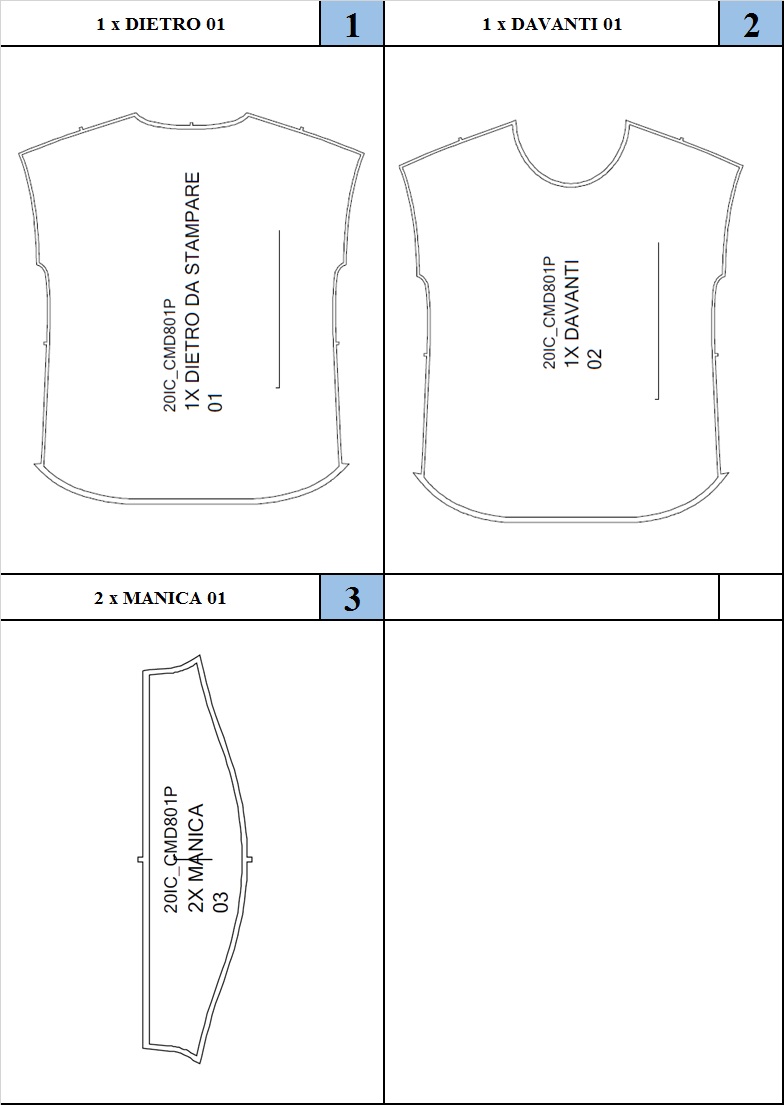 1 x DIETRO 01
1
1 x DAVANTI 01
2
20IC_CMD801P
1X DIETRO DA STAMPARE
01
20IC_CMD801P
1X DAVANTI
02
2 x MANICA 01
3
20IC_CMD801P
2X MANICA
03